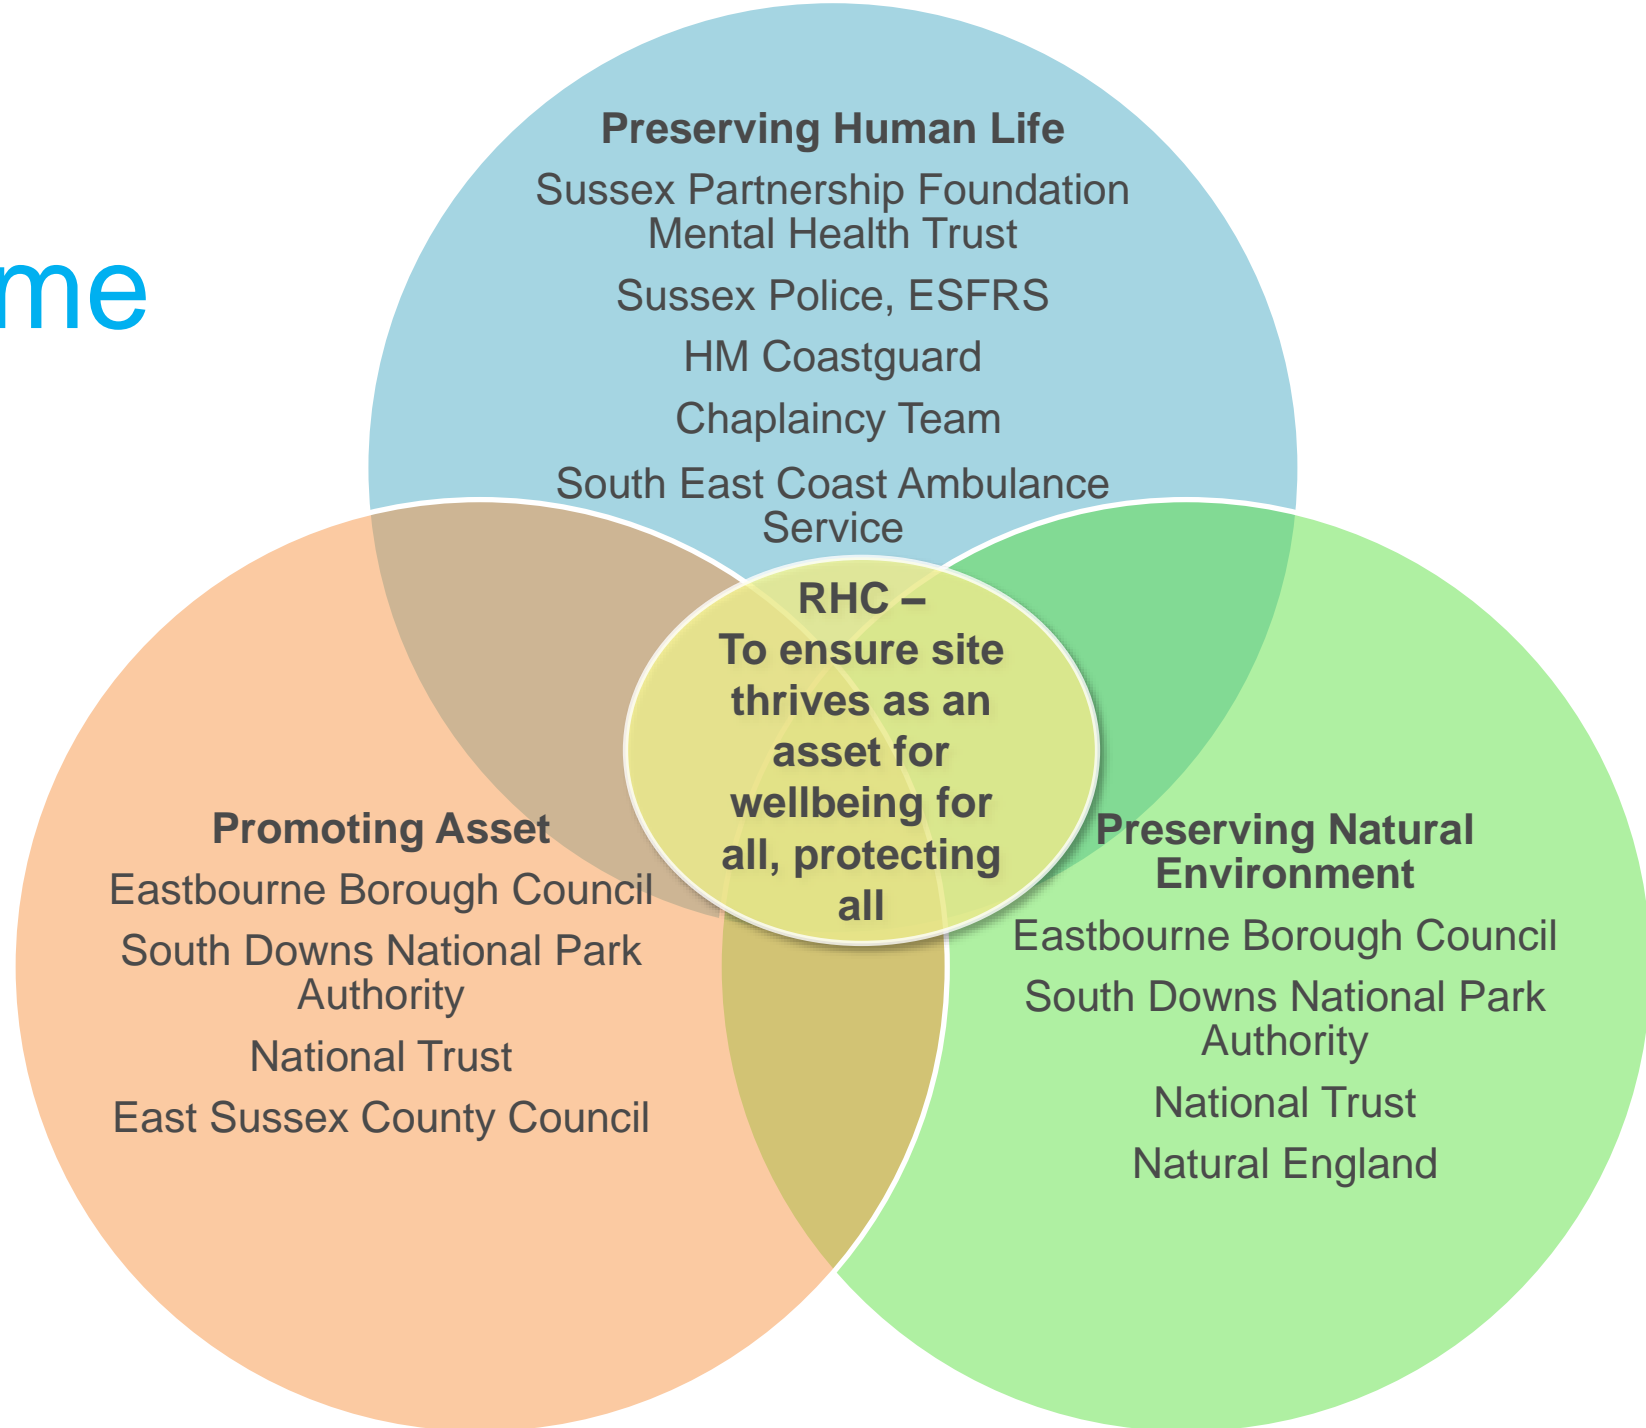 me
Preserving Human Life
Sussex Partnership Foundation
Mental Health Trust
Sussex Police, ESFRS
HM Coastguard
Chaplaincy Team
South East Coast Ambulance
Service
RHC –
To ensure site
thrives as an
asset for
wellbeing for
all, protecting
all
Promoting Asset
Eastbourne Borough Council
South Downs National Park
Authority
National Trust
East Sussex County Council
Preserving Natural
Environment
Eastbourne Borough Council
South Downs National Park
Authority
National Trust
Natural England